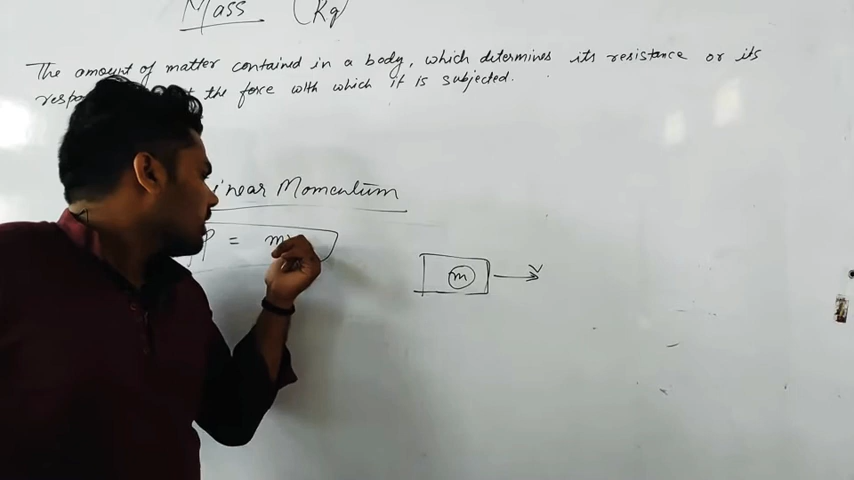 Mass (Kg)
The amount of matter contained in a body, which determines its resistance or its
the force with which it is subjected.
inear Momentum
p = m
m v